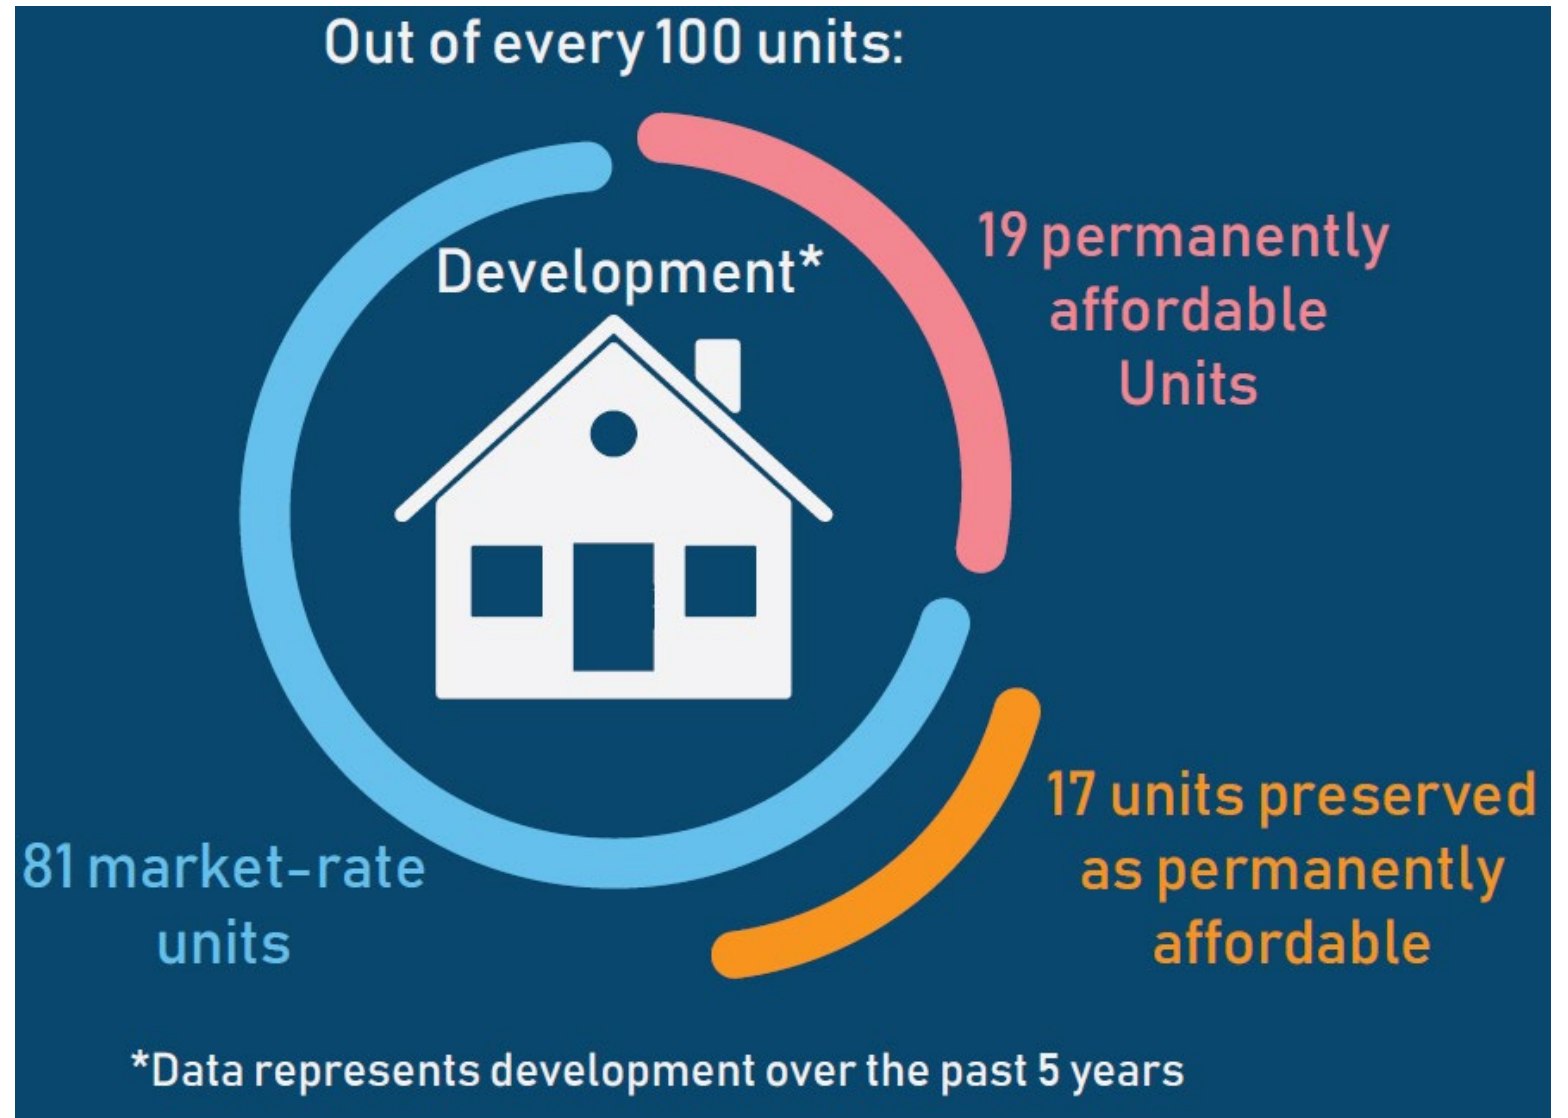 Out of every 100 units:
Development*
19 permanently
affordable
Units
17 units preserved
as permanently
affordable
81 market-rate
units
*Data represents development over the past 5 years